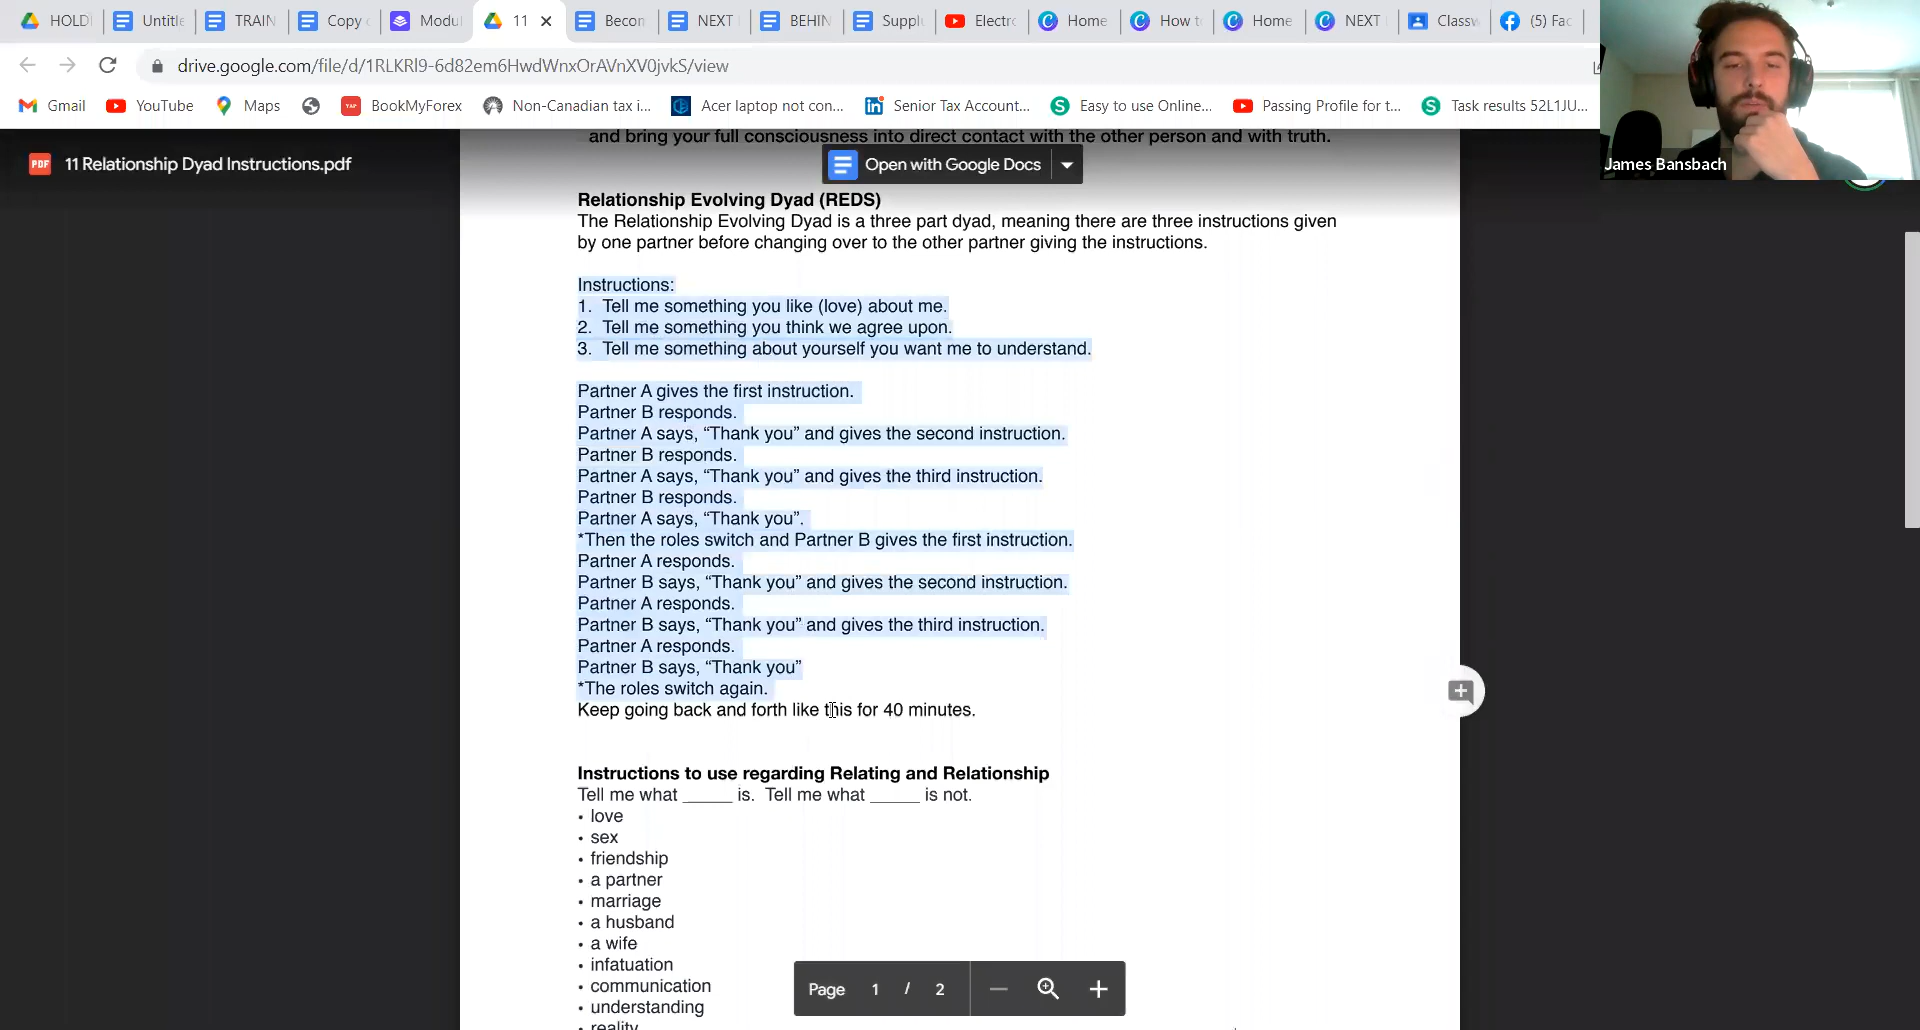 HOLDI
Untitle
TRAIN
Copy
Modul
11
Becon
NEXT
BEHIN
Supple
Electro
Home
How t
Home
NEXT
Classw
(5) Fac
drive.google.com/file/d/1RLKRl9-6d82em6HwdWnxOrAVnXV0jvkS/view
Gmail
YouTube
Maps
BookMyForex
Non-Canadian tax i...
Acer laptop not con...
Senior Tax Account...
Easy to use Online...
Passing Profile for t...
Task results 52L1JU...
James Bansbach
and bring your full consciousness into direct contact with the other person and with truth.
PDF 11 Relationship Dyad Instructions.pdf
Open with Google Docs
Relationship Evolving Dyad (REDS)
The Relationship Evolving Dyad is a three part dyad, meaning there are three instructions given
by one partner before changing over to the other partner giving the instructions.
Instructions:
1. Tell me something you like (love) about me.
2. Tell me something you think we agree upon.
3. Tell me something about yourself you want me to understand.
Partner A gives the first instruction.
Partner B responds.
Partner A says, “Thank you” and gives the second instruction.
Partner B responds.
Partner A says, “Thank you” and gives the third instruction.
Partner B responds.
Partner A says, “Thank you”.
*Then the roles switch and Partner B gives the first instruction.
Partner A responds.
Partner B says, “Thank you” and gives the second instruction.
Partner A responds.
Partner B says, “Thank you” and gives the third instruction.
Partner A responds.
Partner B says, “Thank you”
*The roles switch again.
Keep going back and forth like this for 40 minutes.
Instructions to use regarding Relating and Relationship
Tell me what _____ is. Tell me what _____ is not.
• love
• sex
• friendship
• a partner
• marriage
• a husband
• a wife
• infatuation
• communication
• understanding
• reality
Page 1 / 2